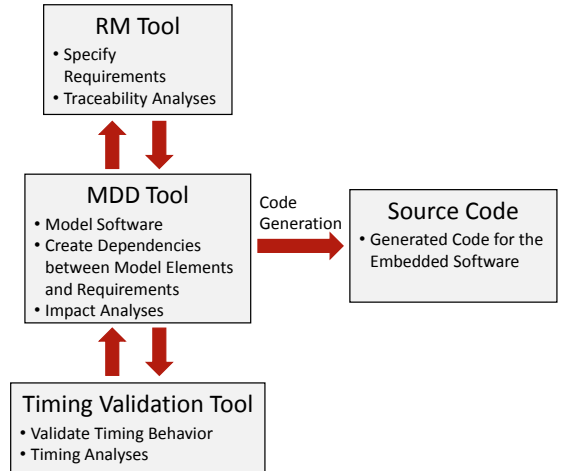 RM Tool
• Specify
Requirements
• Traceability Analyses
MDD Tool
• Model Software
• Create Dependencies
between Model Elements
and Requirements
• Impact Analyses
Code
Generation
Source Code
• Generated Code for the
Embedded Software
Timing Validation Tool
• Validate Timing Behavior
• Timing Analyses